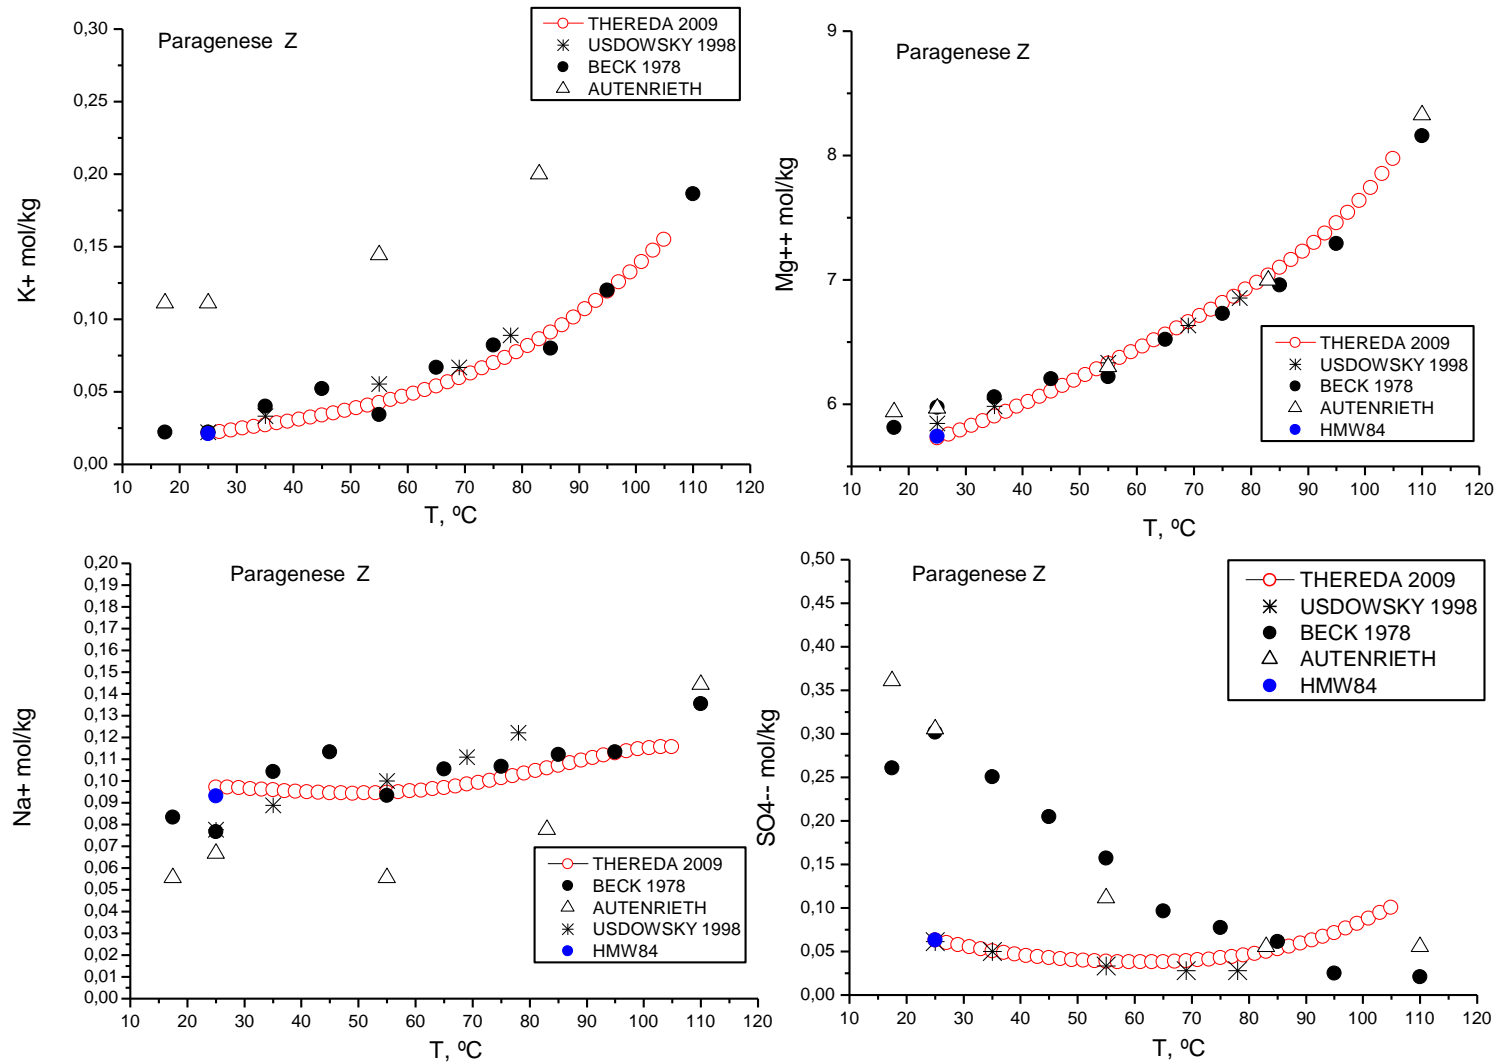 Paragenese Z
THEREDA 2009
USDOWSKY 1998
BECK 1978
AUTENRIETH
0,30
0,25
0,20
0,15
0,10
0,05
0,00
K+ mol/kg
10 20 30 40 50 60 70 80 90 100 110 120
T, ºC
Paragenese Z
9
8
7
6
Mg++ mol/kg
THEREDA 2009
USDOWSKY 1998
BECK 1978
AUTENRIETH
HMW84
10 20 30 40 50 60 70 80 90 100 110 120
T, ºC
Paragenese Z
0,20
0,19
0,18
0,17
0,16
0,15
0,14
0,13
0,12
0,11
0,10
0,09
0,08
0,07
0,06
0,05
0,04
0,03
0,02
0,01
0,00
Na+ mol/kg
THEREDA 2009
BECK 1978
AUTENRIETH
USDOWSKY 1998
HMW84
10 20 30 40 50 60 70 80 90 100 110 120
T, ºC
Paragenese Z
THEREDA 2009
USDOWSKY 1998
BECK 1978
AUTENRIETH
HMW84
0,50
0,45
0,40
0,35
0,30
0,25
0,20
0,15
0,10
0,05
0,00
SO4-- mol/kg
10 20 30 40 50 60 70 80 90 100 110 120
T, ºC